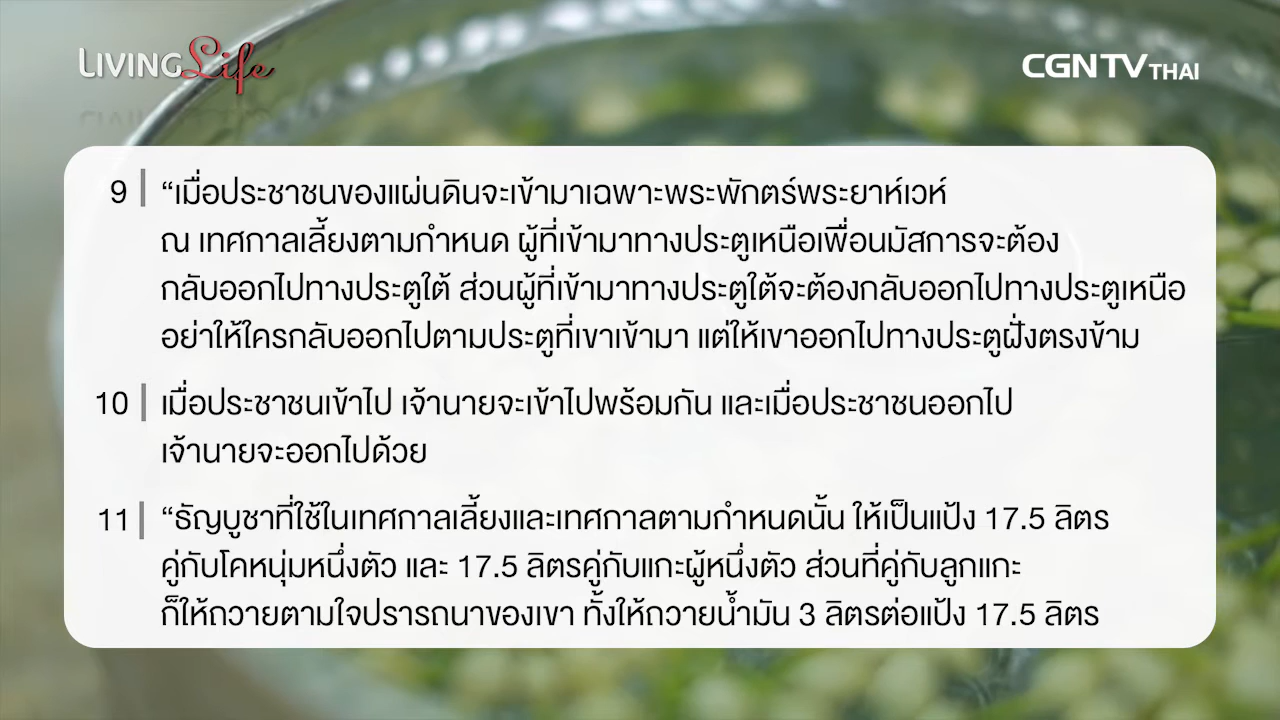 LIVING Life
CGNTV THAI
9 “เมื่อประชาชนของแผ่นดินจะเข้ามาเฉพาะพระพักตร์พระยาห์เวห์
ณ เทศกาลเลี้ยงตามกำหนด ผู้ที่เข้ามาทางประตูเหนือเพื่อนมัสการจะต้อง
กลับออกไปทางประตูใต้ ส่วนผู้ที่เข้ามาทางประตูใต้จะต้องกลับออกไปทางประตูเหนือ
อย่าให้ใครกลับออกไปตามประตูที่เขาเข้ามา แต่ให้เขาออกไปทางประตูฝั่งตรงข้าม
10 เมื่อประชาชนเข้าไป เจ้านายจะเข้าไปพร้อมกัน และเมื่อประชาชนออกไป
เจ้านายจะออกไปด้วย
11 “ธัญบูชาที่ใช้ในเทศกาลเลี้ยงและเทศกาลตามกำหนดนั้น ให้เป็นแป้ง 17.5 ลิตร
คู่กับโคหนุ่มหนึ่งตัว และ 17.5 ลิตรคู่กับแกะผู้หนึ่งตัว ส่วนที่คู่กับลูกแกะ
ก็ให้ถวายตามใจปรารถนาของเขา ทั้งให้ถวายน้ำมัน 3 ลิตรต่อแป้ง 17.5 ลิตร